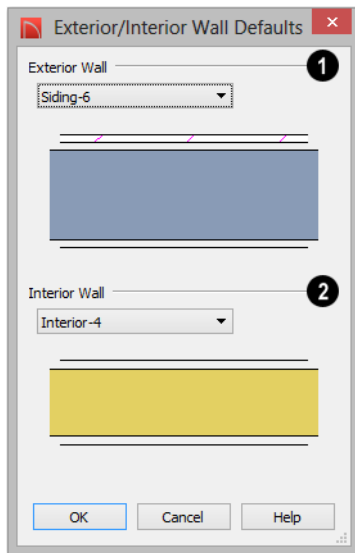 Exterior/Interior Wall Defaults
Exterior Wall 1
Siding-6
Interior Wall 2
Interior-4
OK Cancel Help